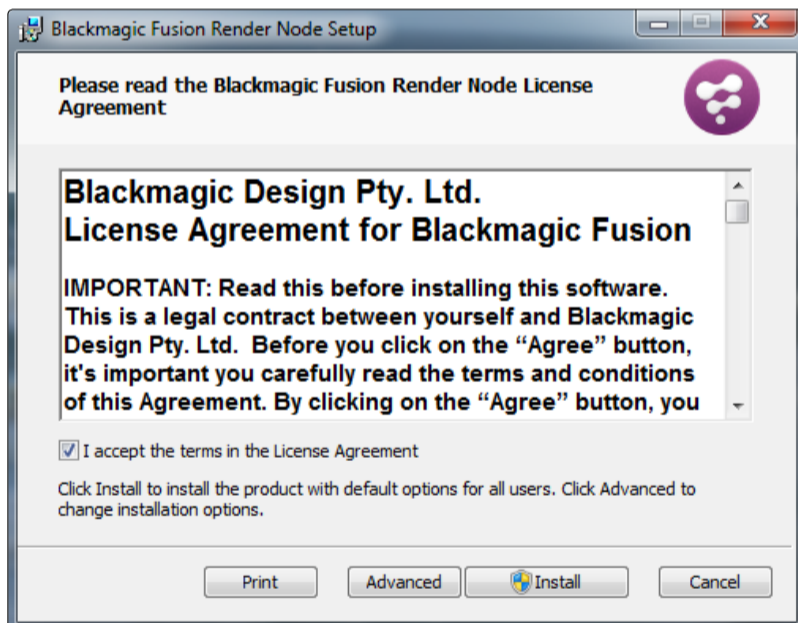 Blackmagic Fusion Render Node Setup
Please read the Blackmagic Fusion Render Node License
Agreement
Blackmagic Design Pty. Ltd.
License Agreement for Blackmagic Fusion
IMPORTANT: Read this before installing this software.
This is a legal contract between yourself and Blackmagic
Design Pty. Ltd.  Before you click on the “Agree” button,
it's important you carefully read the terms and conditions
of this Agreement. By clicking on the “Agree” button, you
I accept the terms in the License Agreement
Click Install to install the product with default options for all users. Click Advanced to
change installation options.
Print
Advanced
Install
Cancel